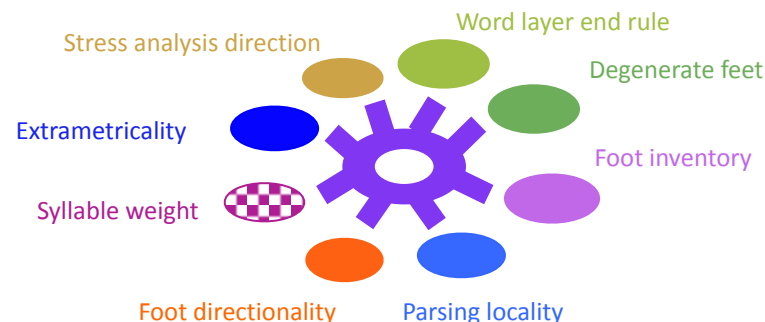 Word layer end rule
Stress analysis direction
Degenerate feet
Extrametricality
Foot inventory
Syllable weight
Foot directionality
Parsing locality